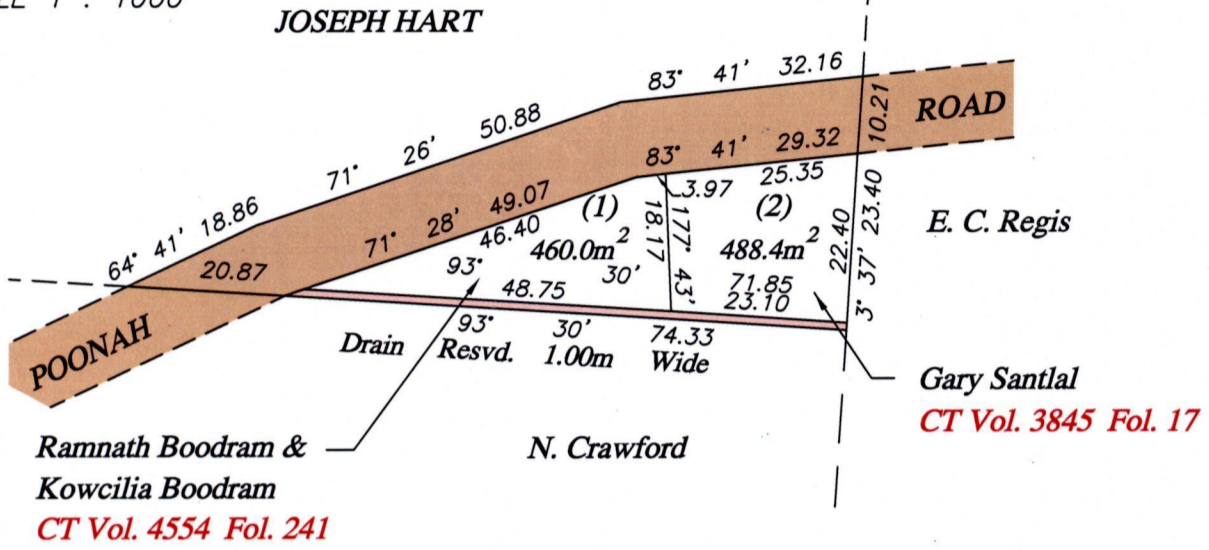 1 : 1000
JOSEPH HART
83° 41' 32.16
71° 26' 50.88
64° 41' 18.86
20.87
10.21
ROAD
83° 41' 29.32
25.35
3.97
71° 28' 49.07
46.40
(1)
460.0m²
(2)
488.4m²
18.17
177° 43'
22.40
3° 37' 23.40
E. C. Regis
93° 30'
48.75
71.85
23.10
93° 30' 74.33
POONAH
Drain Resvd. 1.00m Wide
Gary Santlal
CT Vol. 3845 Fol. 17
Ramnath Boodram &
Kowcilia Boodram
CT Vol. 4554 Fol. 241
N. Crawford